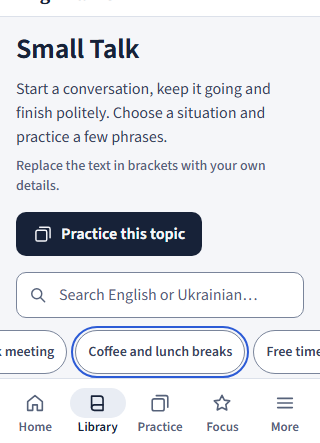 Small Talk
Start a conversation, keep it going and
finish politely. Choose a situation and
practice a few phrases.
Replace the text in brackets with your own
details.
Practice this topic
Search English or Ukrainian…
meeting
Coffee and lunch breaks
Free time
Home
Library
Practice
Focus
More